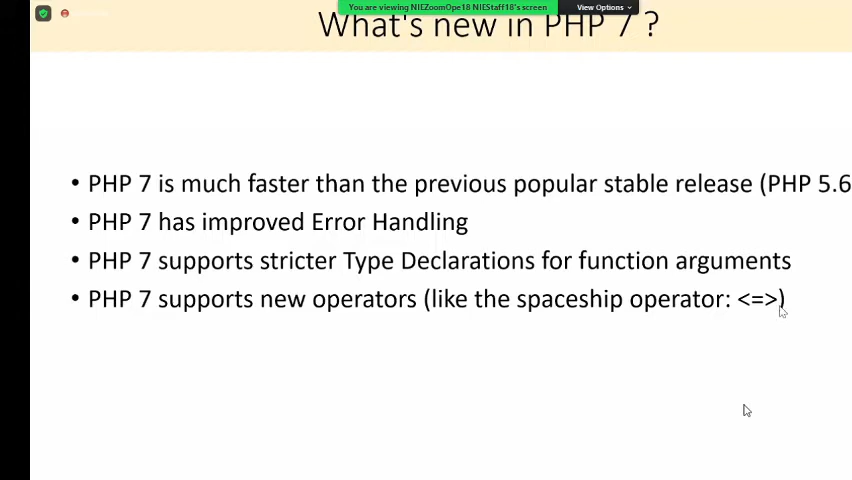 You are viewing NIEZoomOpe18 NIEStaff18's screen
View Options
What's new in PHP 7 ?
• PHP 7 is much faster than the previous popular stable release (PHP 5.6
• PHP 7 has improved Error Handling
• PHP 7 supports stricter Type Declarations for function arguments
• PHP 7 supports new operators (like the spaceship operator: <=>)